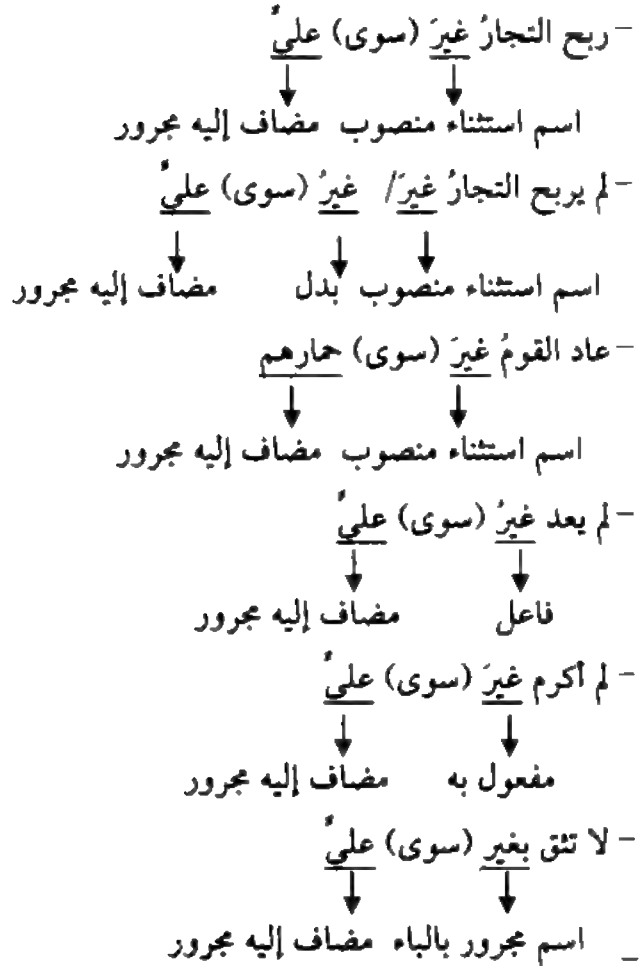 – ربح التجارُ غيرَ (سوى) عليٌ
اسم استثناء منصوب مضاف إليه مجرور
– لم يربح التجارُ غيرَ/ غيرُ (سوى) عليٌ
اسم استثناء منصوب بدل مضاف إليه مجرور
– عاد القومُ غيرَ (سوى) حمارهم
اسم استثناء منصوب مضاف إليه مجرور
– لم يعد غيرُ (سوى) عليٌ
فاعل مضاف إليه مجرور
– لم أكرم غيرَ (سوى) عليٌ
مفعول به مضاف إليه مجرور
– لا تثق بغير (سوى) عليٌ
اسم مجرور بالباء مضاف إليه مجرور